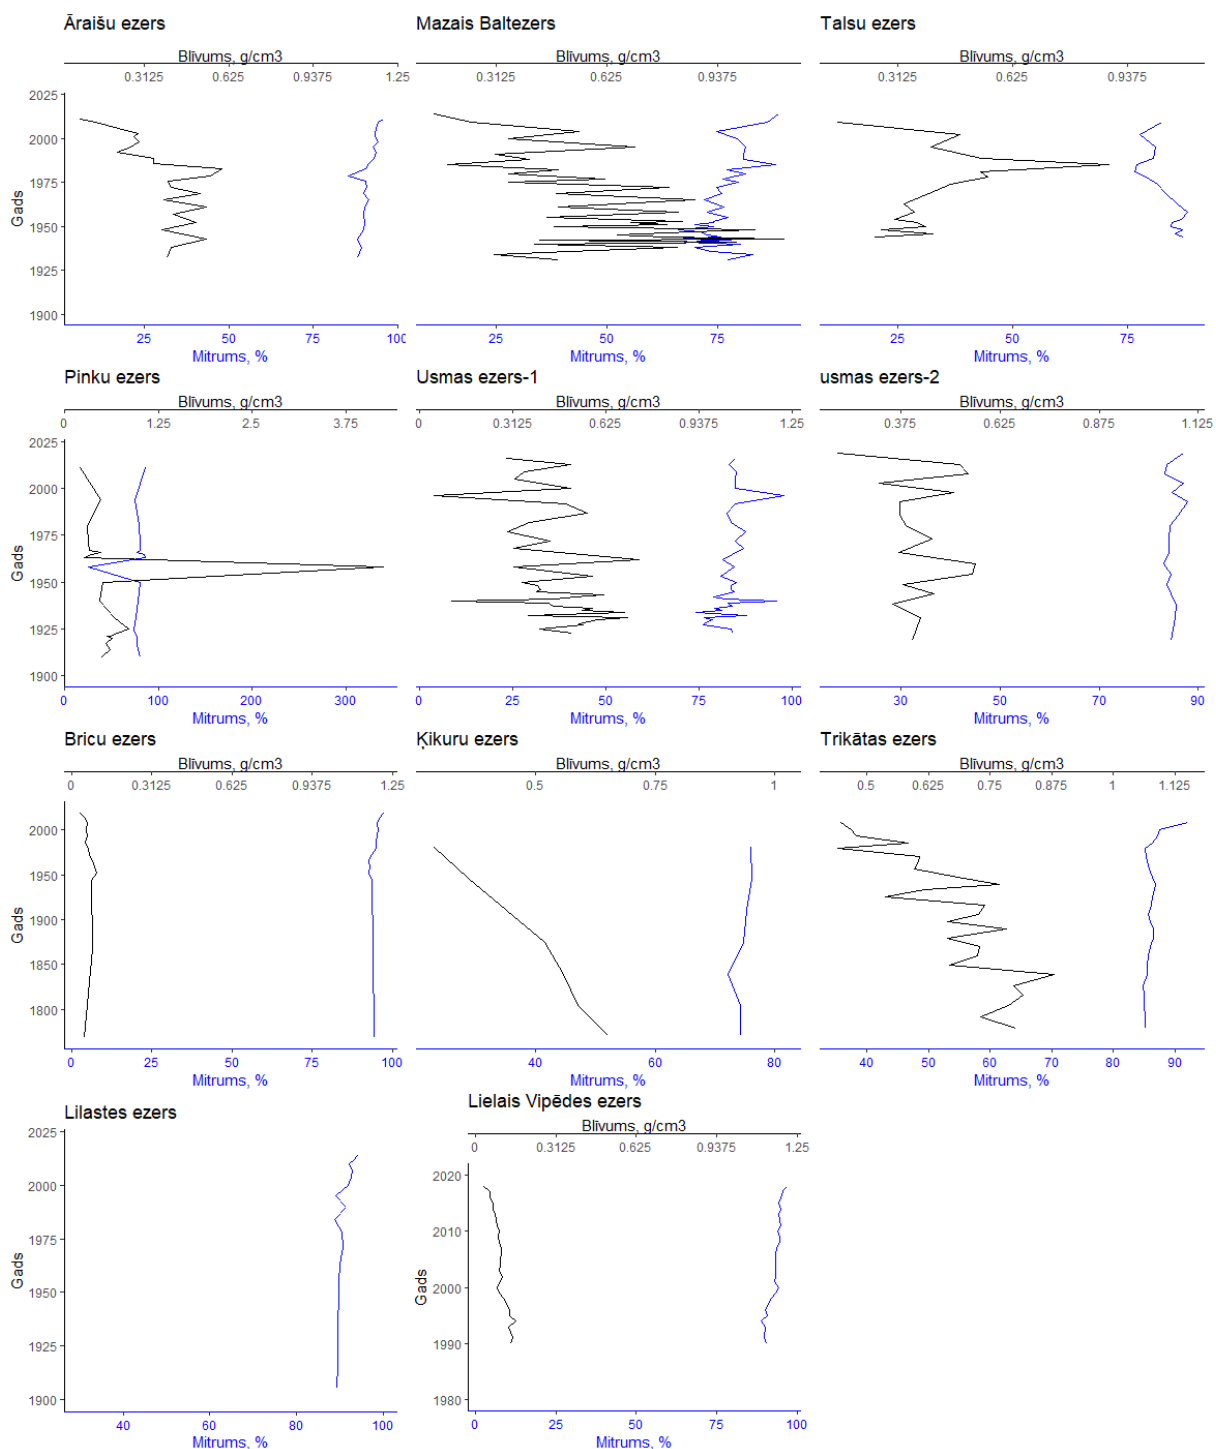 Āraišu ezers
Mazais Baltezers
Talsu ezers
Blīvums, g/cm3
Blīvums, g/cm3
Blīvums, g/cm3
0.3125 0.625 0.9375 1.25
0.3125 0.625 0.9375
0.3125 0.625 0.9375
2025
2000
1975
1950
1925
1900
Gads
25 50 75 100
25 50 75
25 50 75
Mitrums, %
Mitrums, %
Mitrums, %
Pinku ezers
Usmas ezers-1
usmas ezers-2
Blīvums, g/cm3
Blīvums, g/cm3
Blīvums, g/cm3
0 1.25 2.5 3.75
0 0.3125 0.625 0.9375 1.25
0.375 0.625 0.875 1.125
2025
2000
1975
1950
1925
1900
Gads
0 100 200 300
0 25 50 75 100
30 50 70 90
Mitrums, %
Mitrums, %
Mitrums, %
Bricu ezers
Ķikuru ezers
Trikātas ezers
Blīvums, g/cm3
Blīvums, g/cm3
Blīvums, g/cm3
0 0.3125 0.625 0.9375 1.25
0.5 0.75 1
0.5 0.625 0.75 0.875 1 1.125
2000
1950
1900
1850
1800
Gads
0 25 50 75 100
40 60 80
40 50 60 70 80 90
Mitrums, %
Mitrums, %
Mitrums, %
Lilastes ezers
Lielais Vipēdes ezers
Blīvums, g/cm3
0 0.3125 0.625 0.9375 1.25
2025
2000
1975
1950
1925
1900
Gads
2020
2010
2000
1990
1980
Gads
40 60 80 100
0 25 50 75 100
Mitrums, %
Mitrums, %